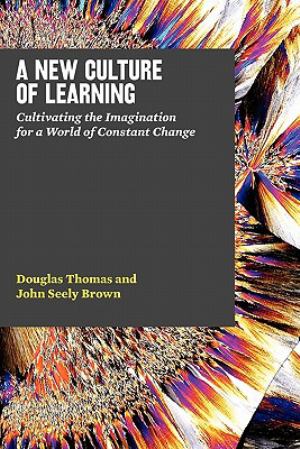 A NEW CULTURE
OF LEARNING
Cultivating the Imagination
for a World of Constant Change
Douglas Thomas and
John Seely Brown